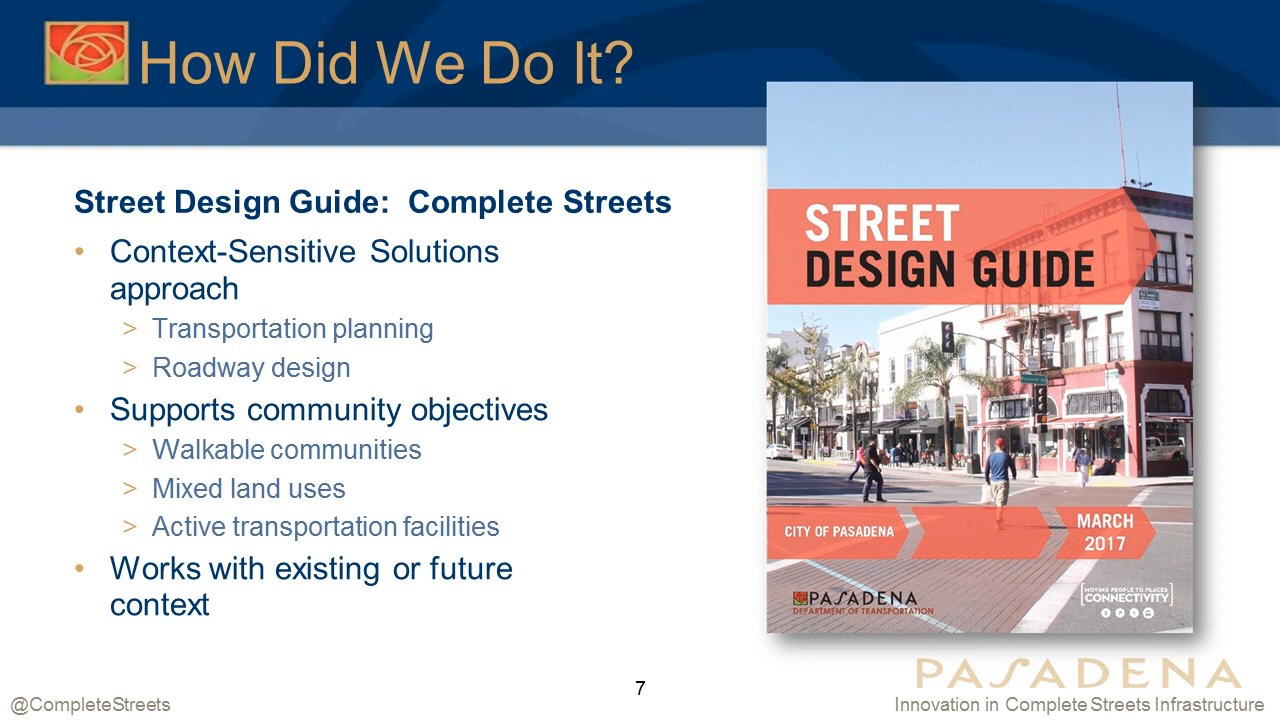 How Did We Do It?
Street Design Guide:  Complete Streets
• Context-Sensitive Solutions
approach
> Transportation planning
> Roadway design
• Supports community objectives
> Walkable communities
> Mixed land uses
> Active transportation facilities
• Works with existing or future
context
STREET
DESIGN GUIDE
CITY OF PASADENA
MARCH
2017
PASADENA
DEPARTMENT OF TRANSPORTATION
MOVING PEOPLE TO PLACES
CONNECTIVITY
PASADENA
7
@CompleteStreets
Innovation in Complete Streets Infrastructure